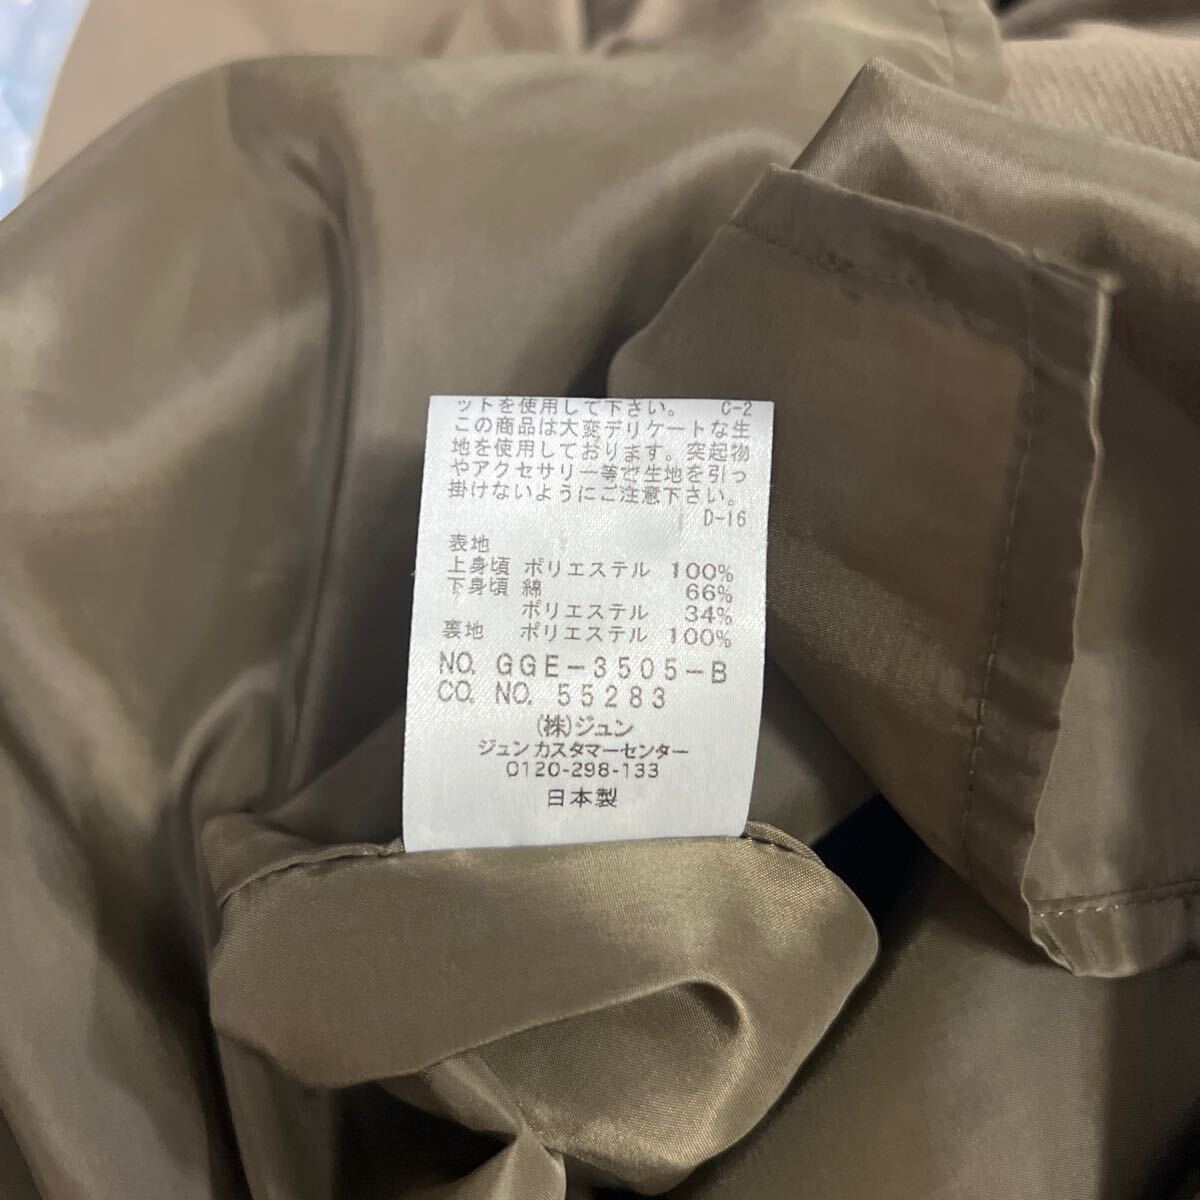 ットを使用して下さい。 C-2
この商品は大変デリケートな生
地を使用しております。突起物
やアクセサリー等で生地を引っ
掛けないようにご注意下さい。
D-16
表地
上身頃 ポリエステル 100%
下身頃 綿 66%
ポリエステル 34%
裏地 ポリエステル 100%
NO. GGE-3505-B
CO. NO. 55283
(株)ジュン
ジュンカスタマーセンター
0120-298-133
日本製